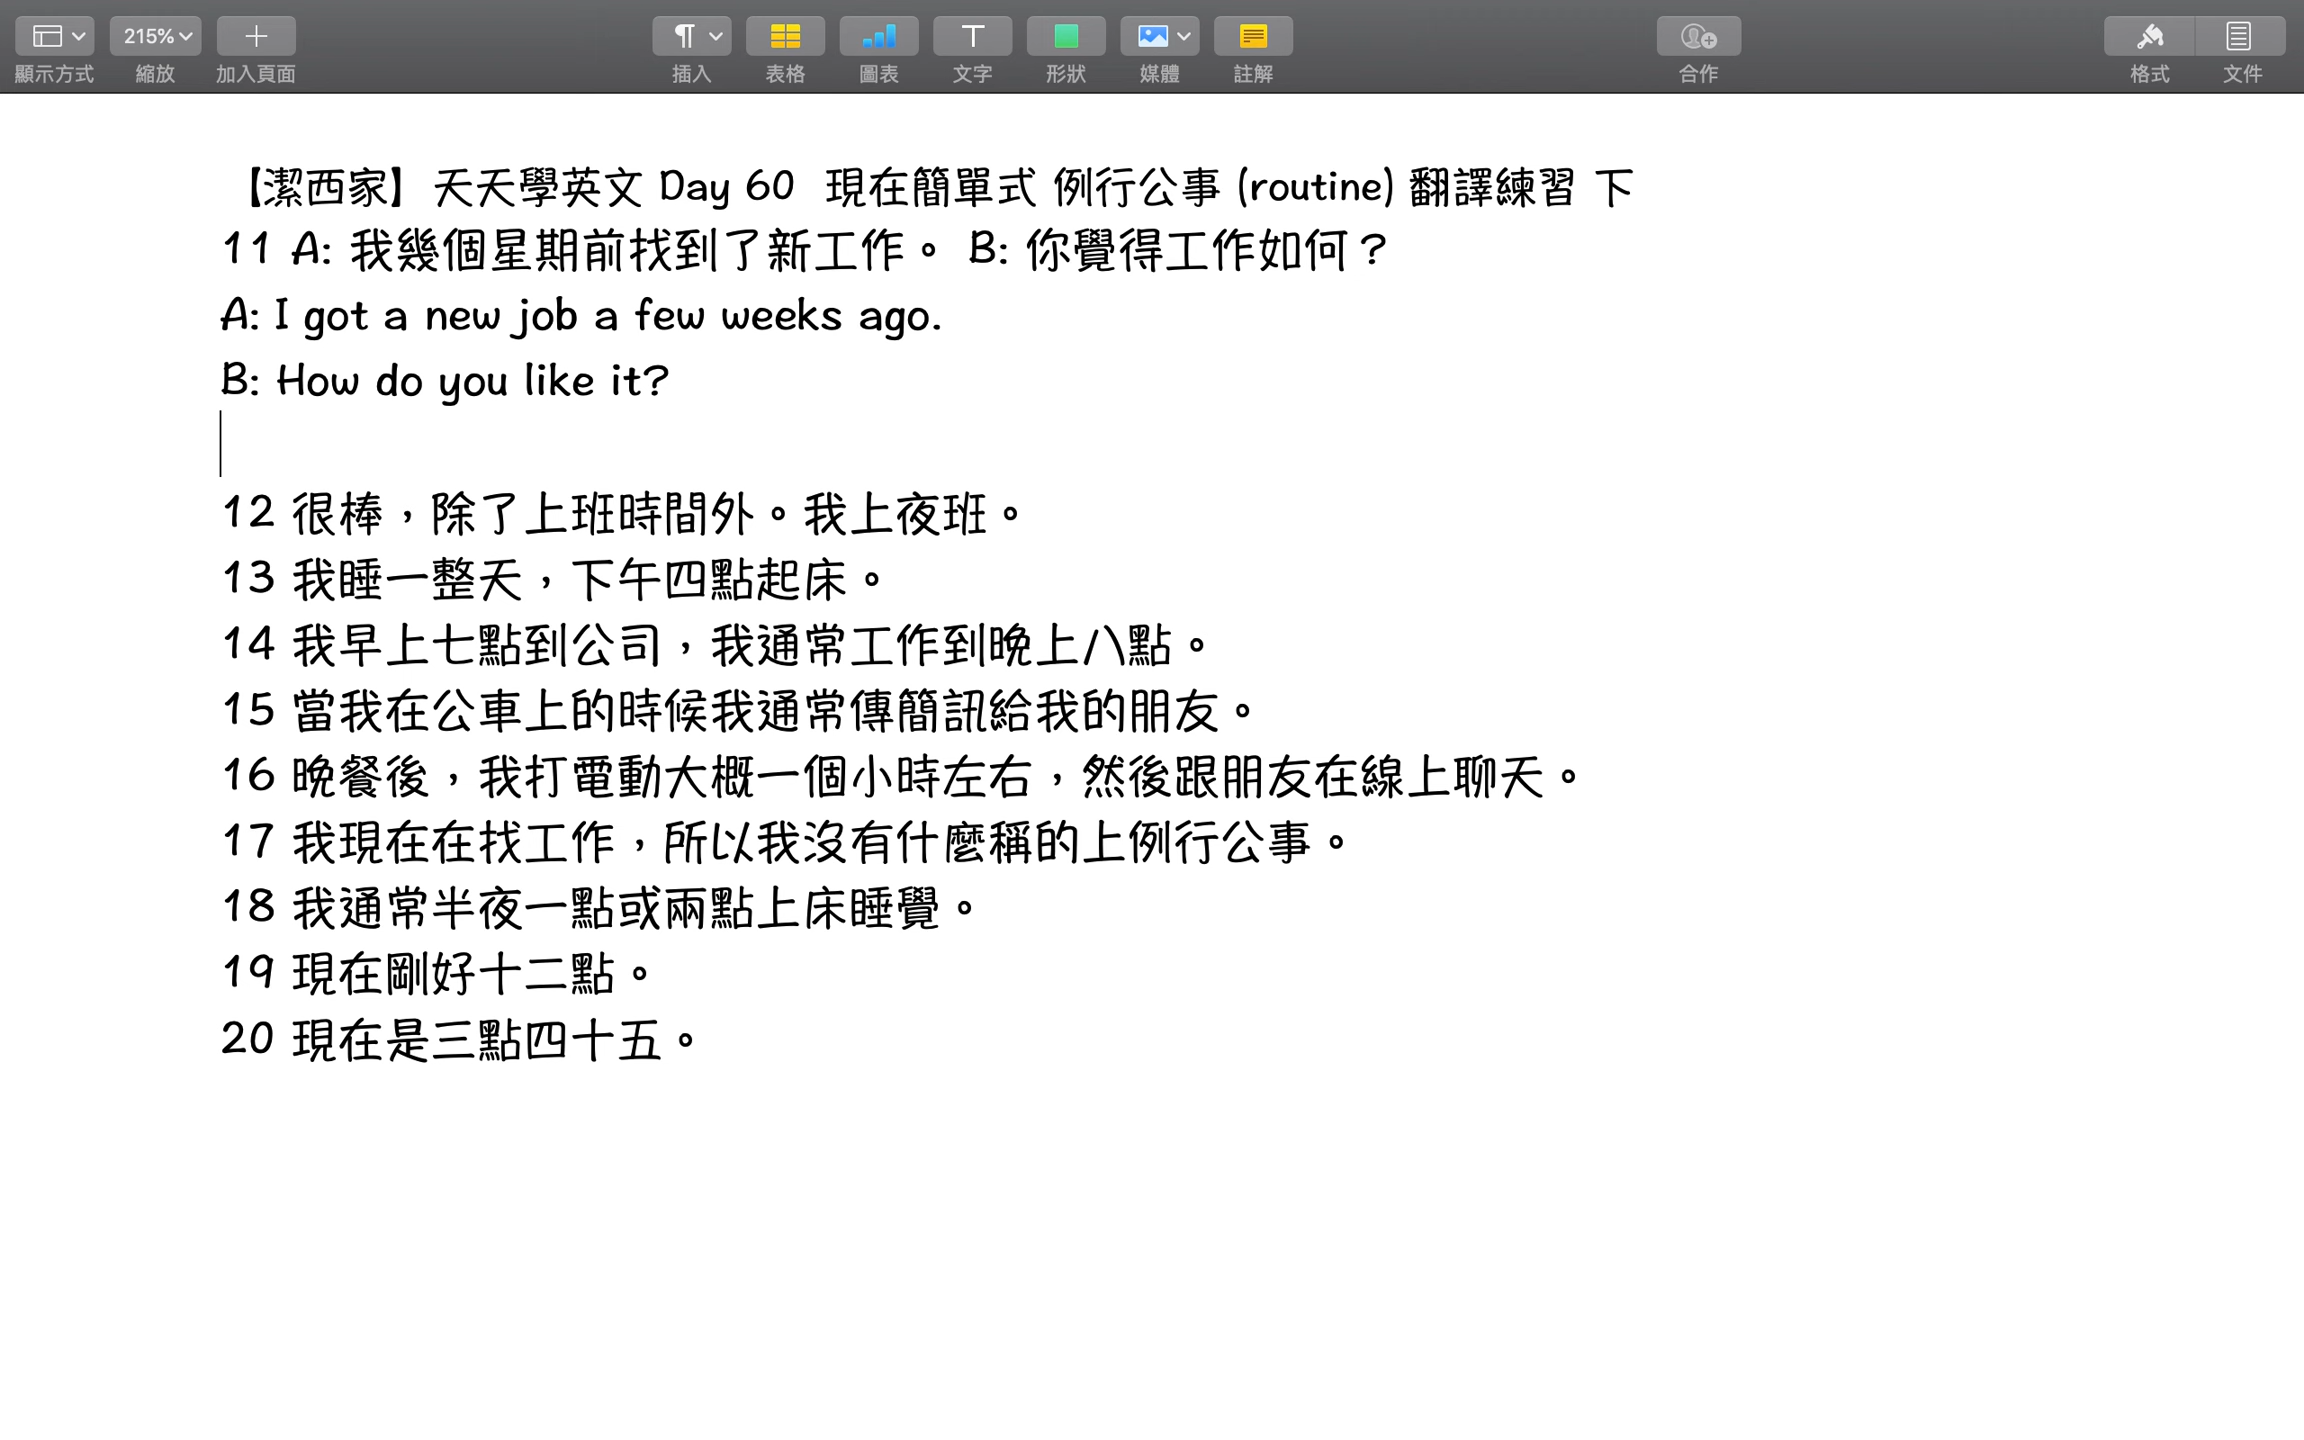 215%
顯示方式 縮放 加入頁面 插入 表格 圖表 文字 形狀 媒體 註解 合作 格式 文件
【潔西家】天天學英文 Day 60 現在簡單式 例行公事 (routine) 翻譯練習 下
11 A: 我幾個星期前找到了新工作。 B: 你覺得工作如何？
A: I got a new job a few weeks ago.
B: How do you like it?
12 很棒，除了上班時間外。我上夜班。
13 我睡一整天，下午四點起床。
14 我早上七點到公司，我通常工作到晚上八點。
15 當我在公車上的時候我通常傳簡訊給我的朋友。
16 晚餐後，我打電動大概一個小時左右，然後跟朋友在線上聊天。
17 我現在在找工作，所以我沒有什麼稱的上例行公事。
18 我通常半夜一點或兩點上床睡覺。
19 現在剛好十二點。
20 現在是三點四十五。